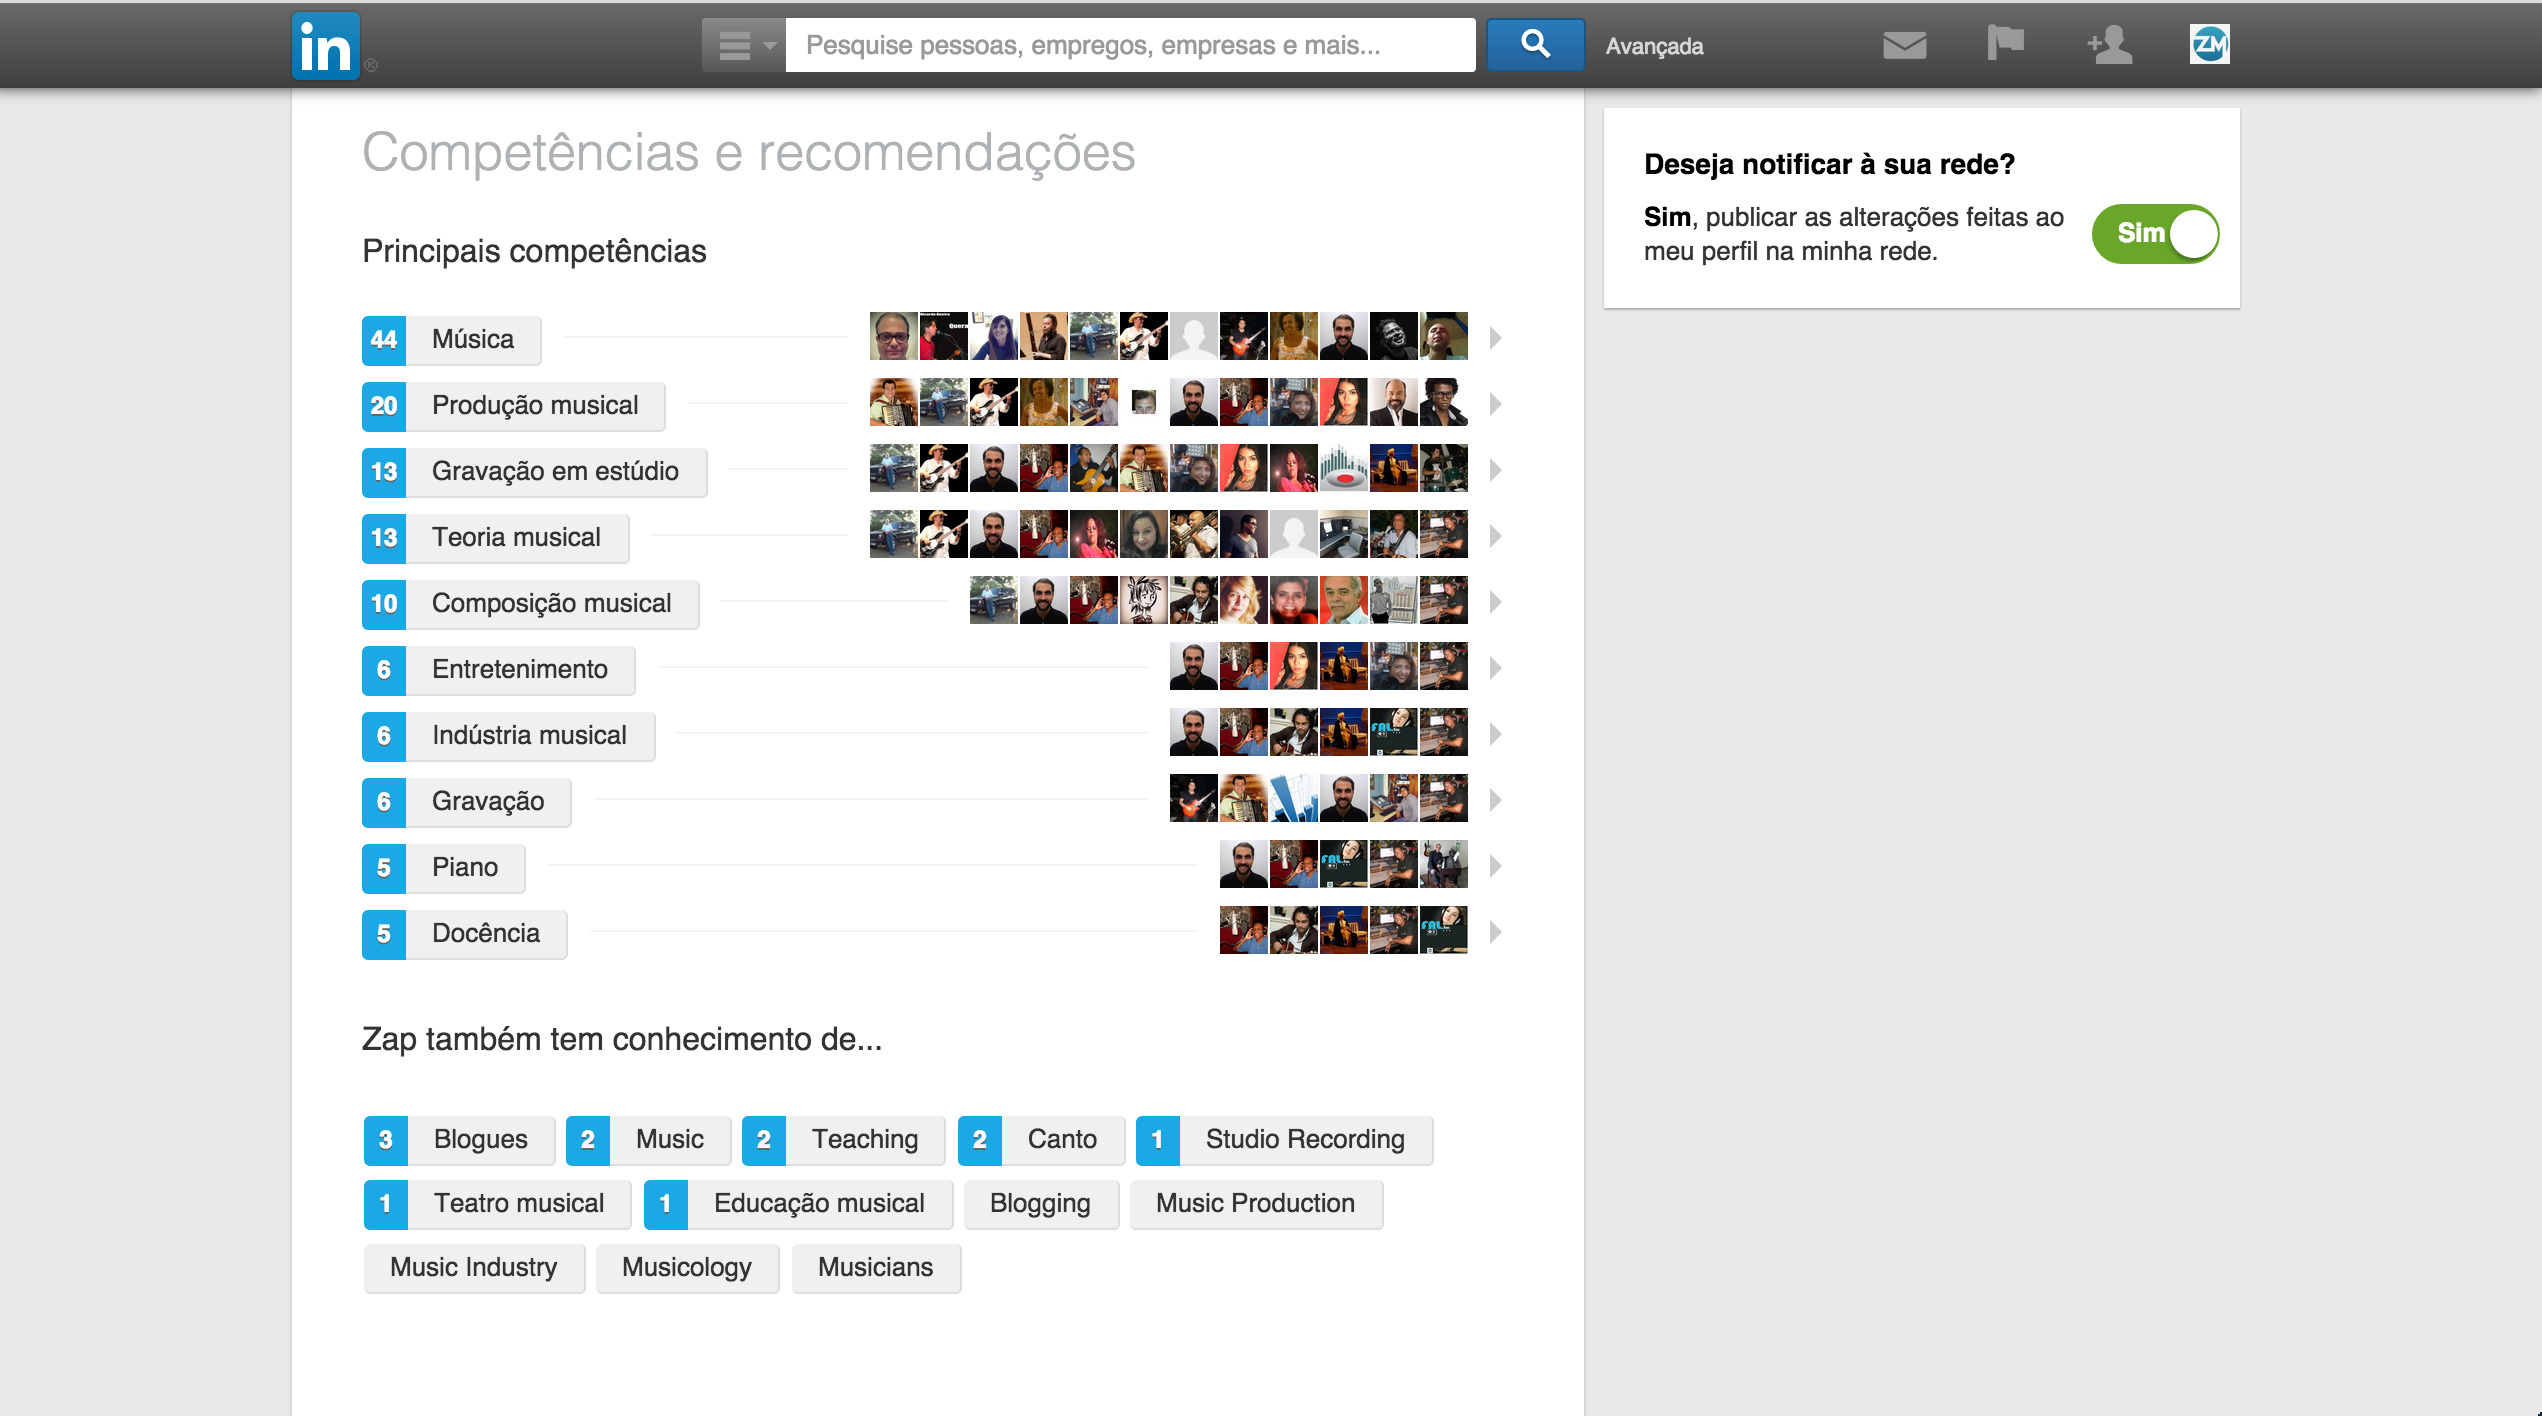 in®
Pesquise pessoas, empregos, empresas e mais...
Avançada
ZM
Competências e recomendações
Deseja notificar à sua rede?
Sim, publicar as alterações feitas ao
meu perfil na minha rede.
Sim
Principais competências
44 Música
20 Produção musical
13 Gravação em estúdio
13 Teoria musical
10 Composição musical
6 Entretenimento
6 Indústria musical
6 Gravação
5 Piano
5 Docência
Zap também tem conhecimento de...
3 Blogues 2 Music 2 Teaching 2 Canto 1 Studio Recording
1 Teatro musical 1 Educação musical Blogging Music Production
Music Industry Musicology Musicians